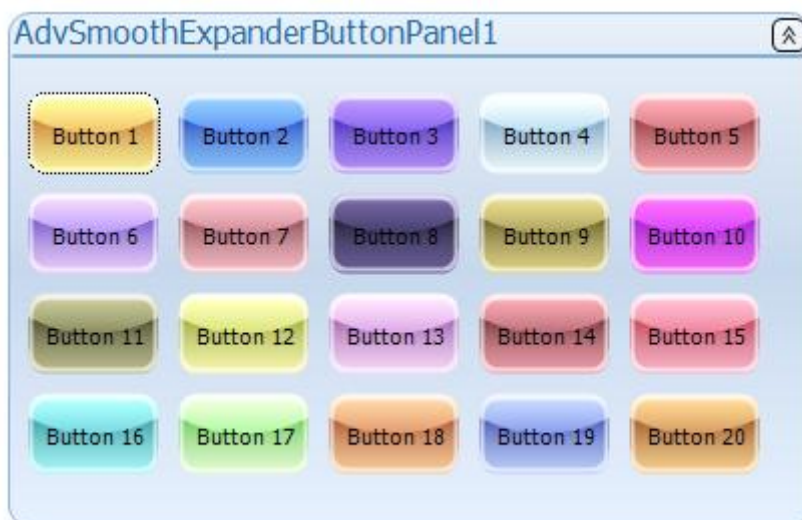 AdvSmoothExpanderButtonPanel1
Button 1 Button 2 Button 3 Button 4 Button 5
Button 6 Button 7 Button 8 Button 9 Button 10
Button 11 Button 12 Button 13 Button 14 Button 15
Button 16 Button 17 Button 18 Button 19 Button 20